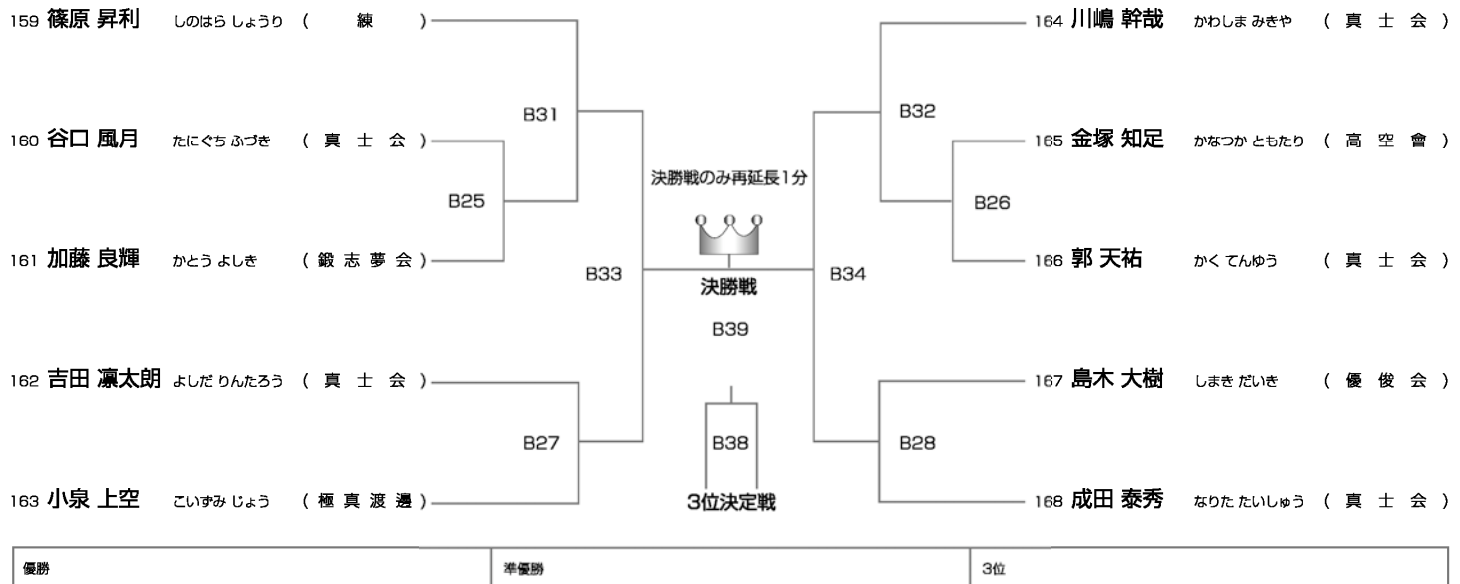 159 篠原 昇利 しのはら しょうり ( 練 )
B31
160 谷口 風月 たにぐち ふづき ( 真 士 会 )
B25
161 加藤 良輝 かとう よしき ( 鍛 志 夢 会 )
B33
162 吉田 凛太朗 よしだ りんたろう ( 真 士 会 )
B27
163 小泉 上空 こいずみ じょう ( 極 真 渡 邊 )
決勝戦のみ再延長1分
決勝戦
B39
B38
3位決定戦
164 川嶋 幹哉 かわしま みきや ( 真 士 会 )
B32
165 金塚 知足 かなつか ともたり ( 高 空 會 )
B26
166 郭 天祐 かく てんゆう ( 真 士 会 )
B34
167 島木 大樹 しまき だいき ( 優 俊 会 )
B28
168 成田 泰秀 なりた たいしゅう ( 真 士 会 )
優勝
準優勝
3位